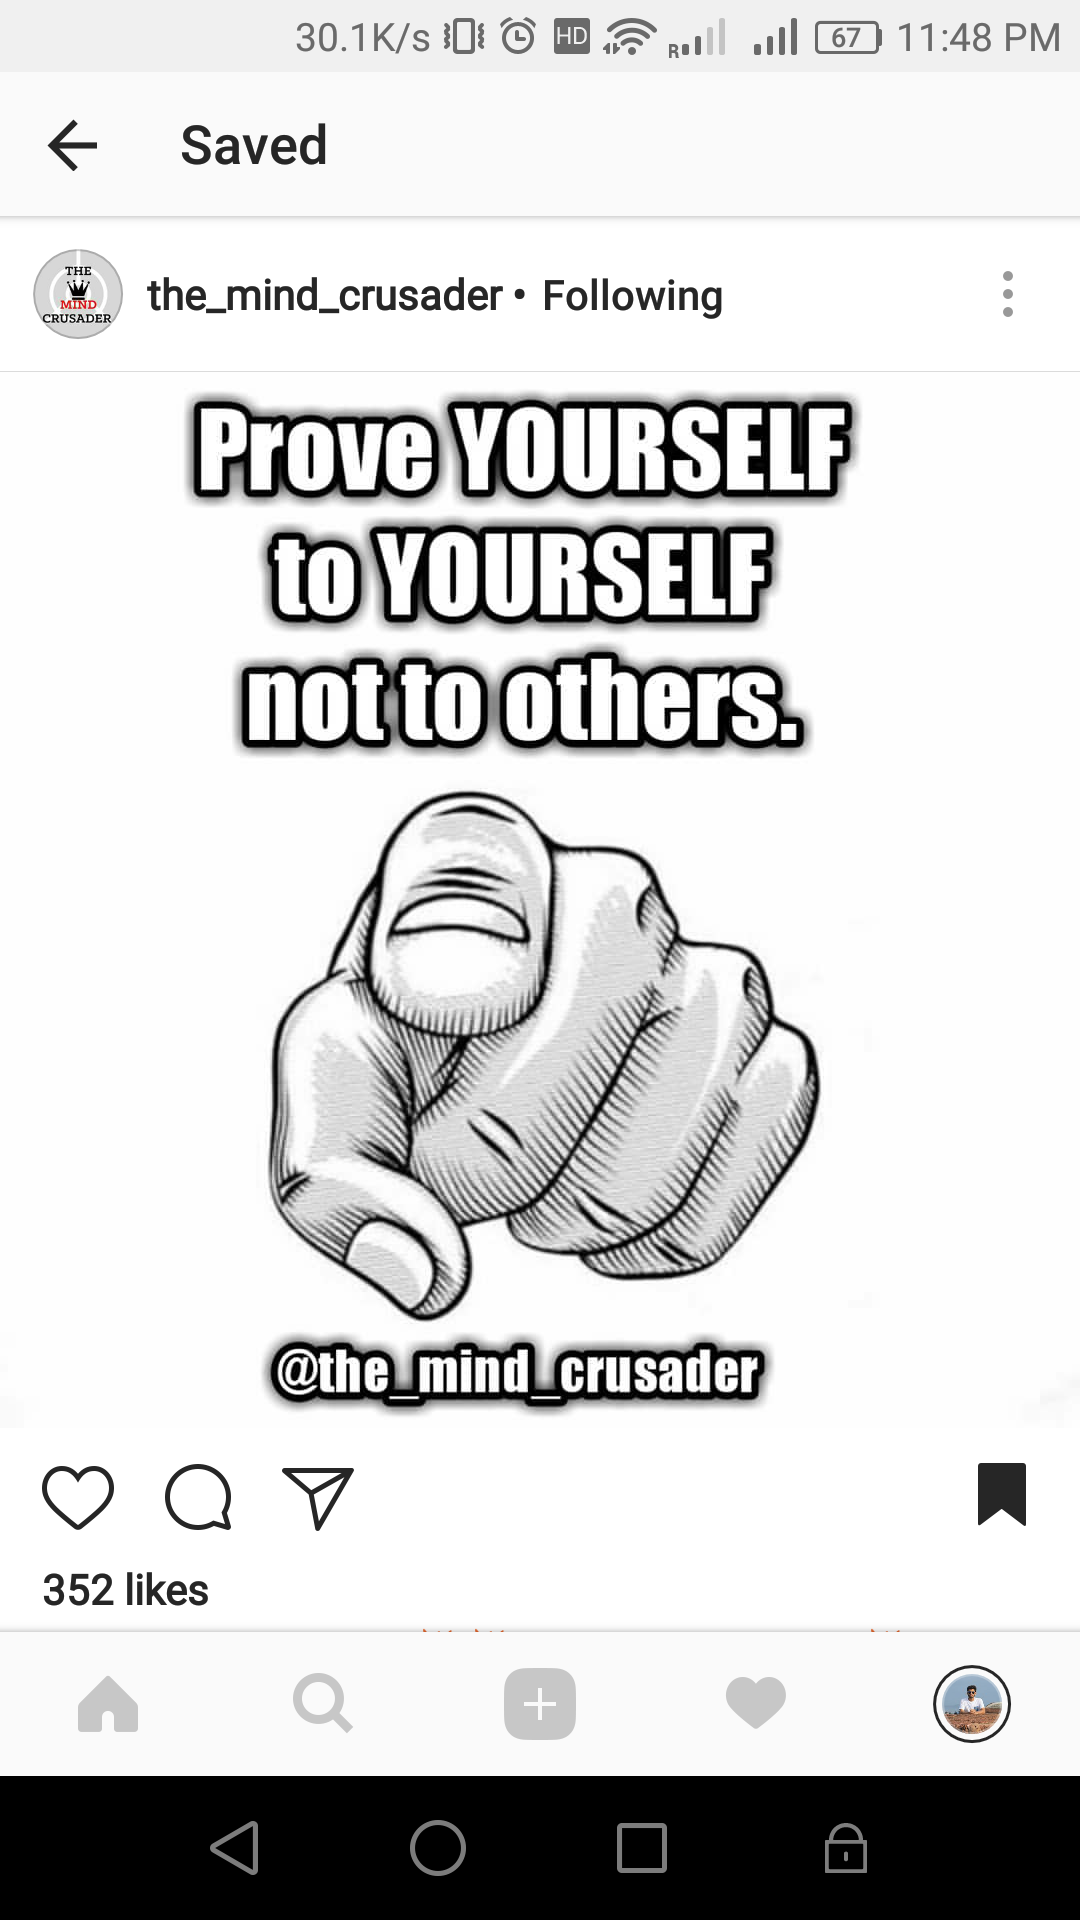 30.1K/s HD R 67 11:48 PM
Saved
THE
MIND
CRUSADER
the_mind_crusader • Following
Prove YOURSELF
to YOURSELF
not to others.
@the_mind_crusader
352 likes